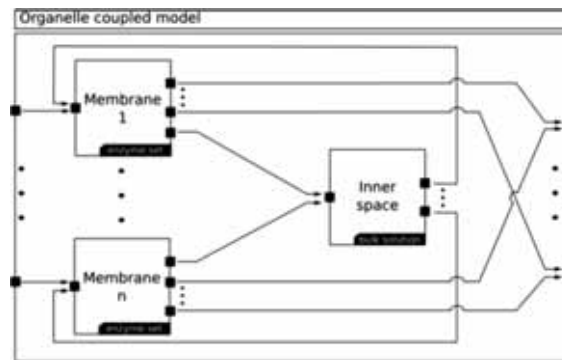 Organelle coupled model
Membrane
1
enzyme set
Inner
space
bulk solution
Membrane
n
enzyme set